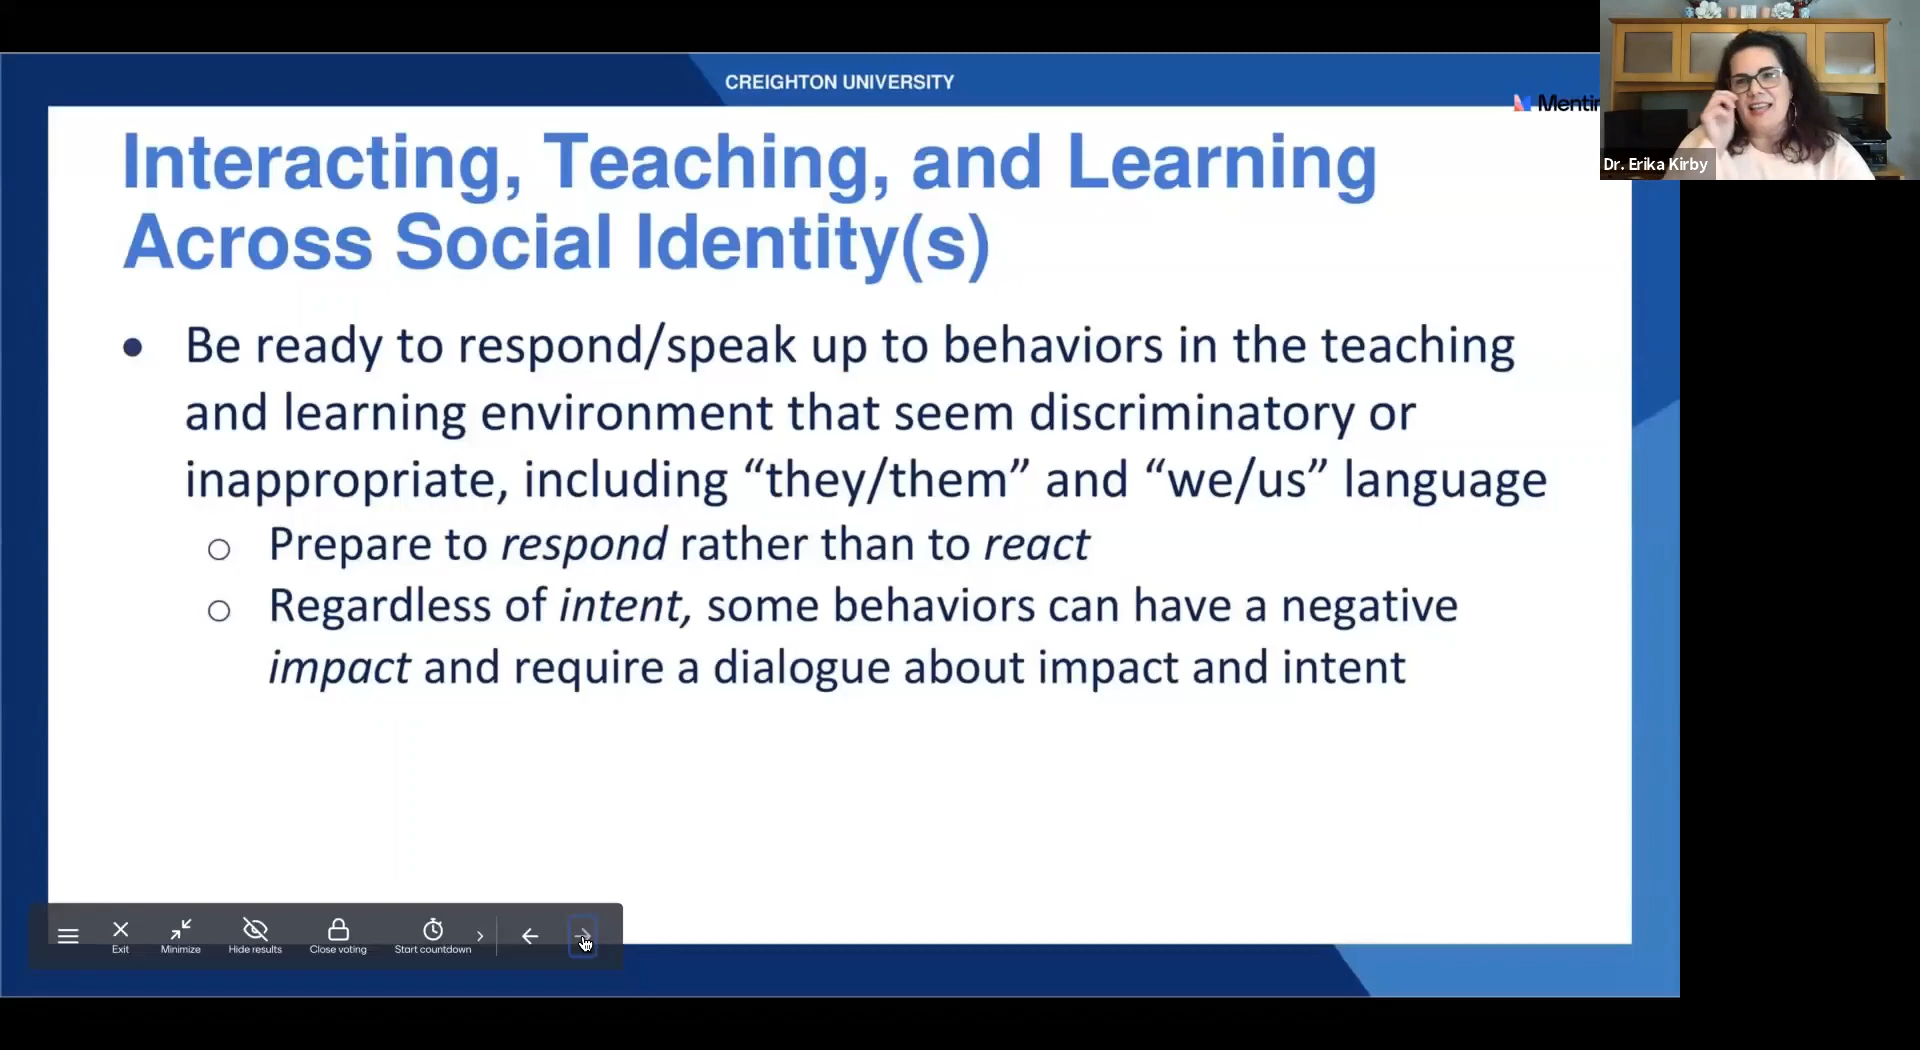 CREIGHTON UNIVERSITY
Interacting, Teaching, and Learning
Across Social Identity(s)
• Be ready to respond/speak up to behaviors in the teaching
and learning environment that seem discriminatory or
inappropriate, including “they/them” and “we/us” language
○ Prepare to respond rather than to react
○ Regardless of intent, some behaviors can have a negative
impact and require a dialogue about impact and intent
Dr. Erika Kirby
Exit
Minimize
Hide results
Close voting
Start countdown